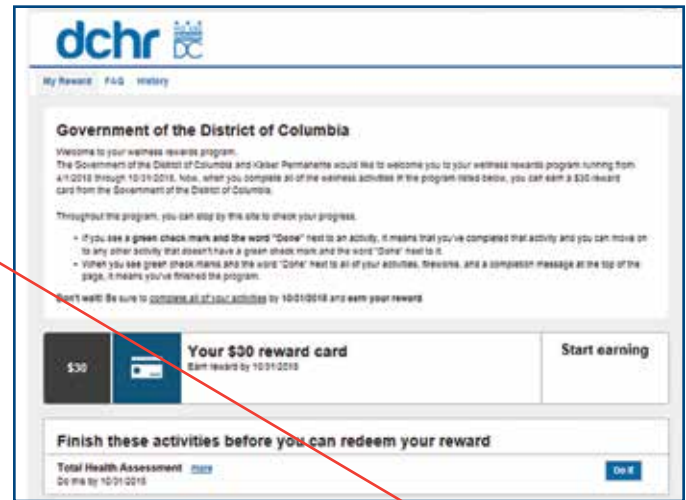 dchr DC
My Reward FAQ History
Government of the District of Columbia
Welcome to your wellness rewards program.
The Government of the District of Columbia and Kaiser Permanente would like to welcome you to your wellness rewards program running from
4/1/2018 through 10/31/2018. Now, when you complete all of the wellness activities in the program listed below, you can earn a $30 reward
card from the Government of the District of Columbia.
Throughout this program, you can stop by this site to check your progress.
• If you see a green check mark and the word "Done" next to an activity, it means that you've completed that activity and you can move on
to any other activity that doesn't have a green check mark and the word "Done" next to it.
• When you see green check marks and the word "Done" next to all of your activities, fireworks, and a completion message at the top of the
page, it means you've finished the program.
Don't wait! Be sure to complete all of your activities by 10/31/2018 and earn your reward.
$30
Your $30 reward card
Earn reward by 10/31/2018
Start earning
Finish these activities before you can redeem your reward
Total Health Assessment more
Do this by 10/31/2018
Do it